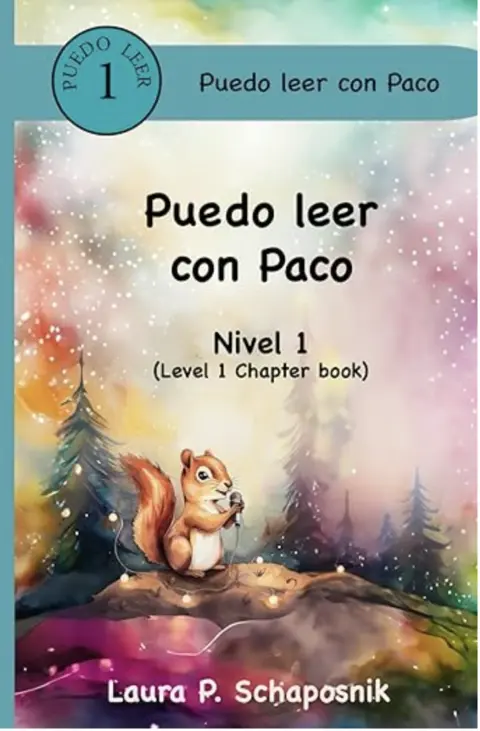 PUEDO LEER
1
Puedo leer con Paco
Puedo leer
con Paco
Nivel 1
(Level 1 Chapter book)
Laura P. Schaposnik